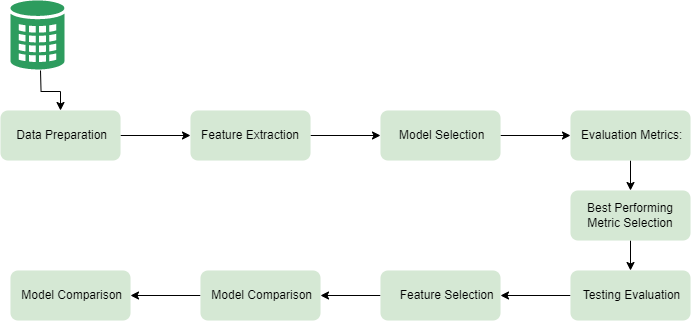 Data Preparation
Feature Extraction
Model Selection
Evaluation Metrics:
Best Performing
Metric Selection
Testing Evaluation
Feature Selection
Model Comparison
Model Comparison